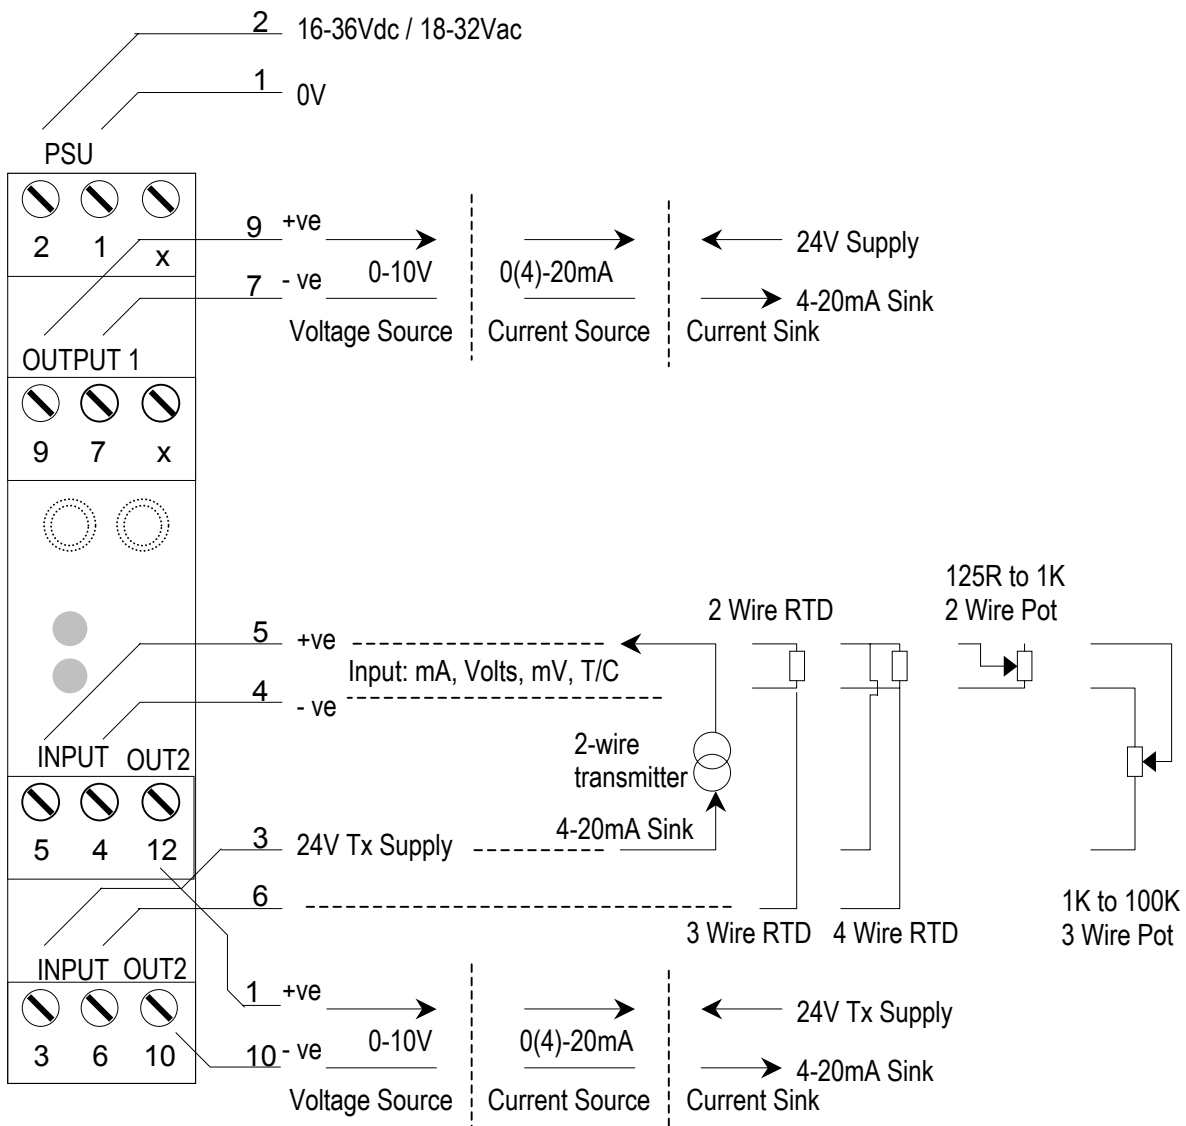 2 16-36Vdc / 18-32Vac
1 0V
PSU
2 1 x
9 +ve 24V Supply
7 - ve 0-10V 0(4)-20mA 4-20mA Sink
Voltage Source Current Source Current Sink
OUTPUT 1
9 7 x
125R to 1K
2 Wire RTD 2 Wire Pot
5 +ve
Input: mA, Volts, mV, T/C
4 - ve
INPUT OUT2
2-wire
transmitter
5 4 12
4-20mA Sink
3 24V Tx Supply
6
1K to 100K
3 Wire RTD 4 Wire RTD 3 Wire Pot
INPUT OUT2
1 +ve 24V Tx Supply
3 6 10
10 - ve 0-10V 0(4)-20mA 4-20mA Sink
Voltage Source Current Source Current Sink